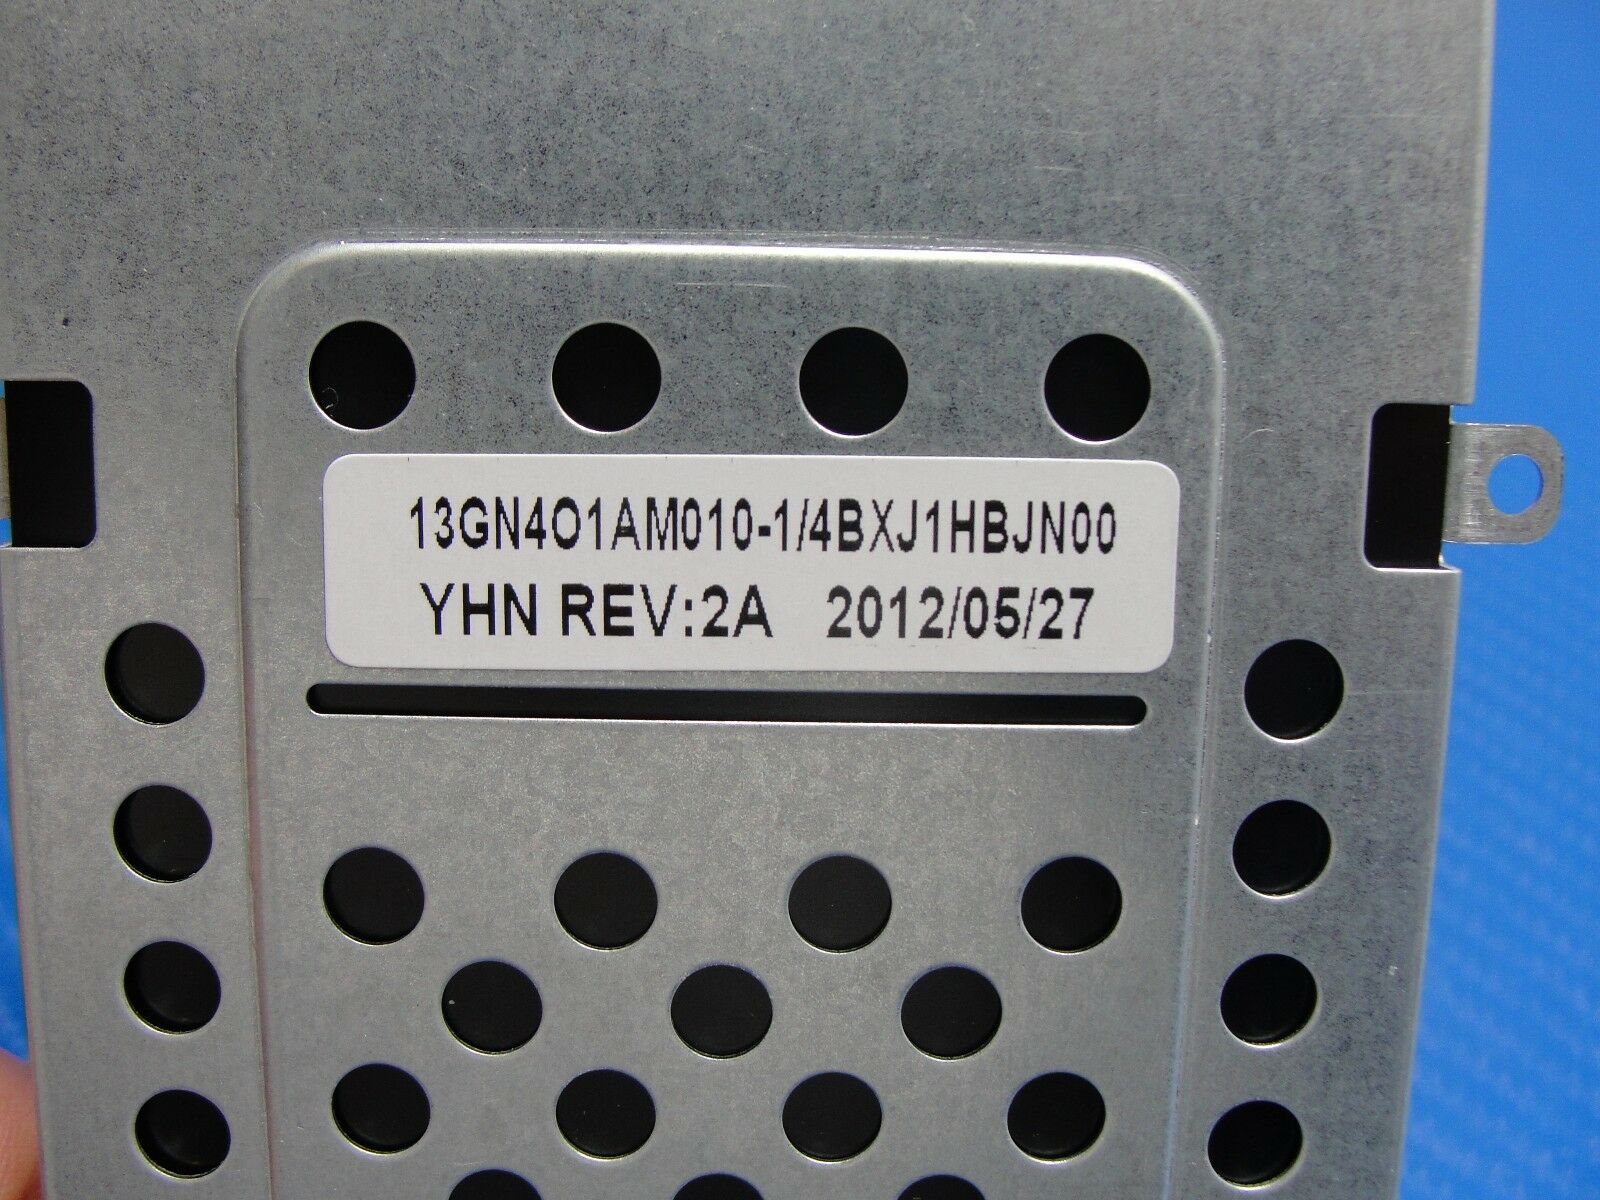 13GN4O1AM010-1/4BXJ1HBJN00
YHN REV:2A 2012/05/27